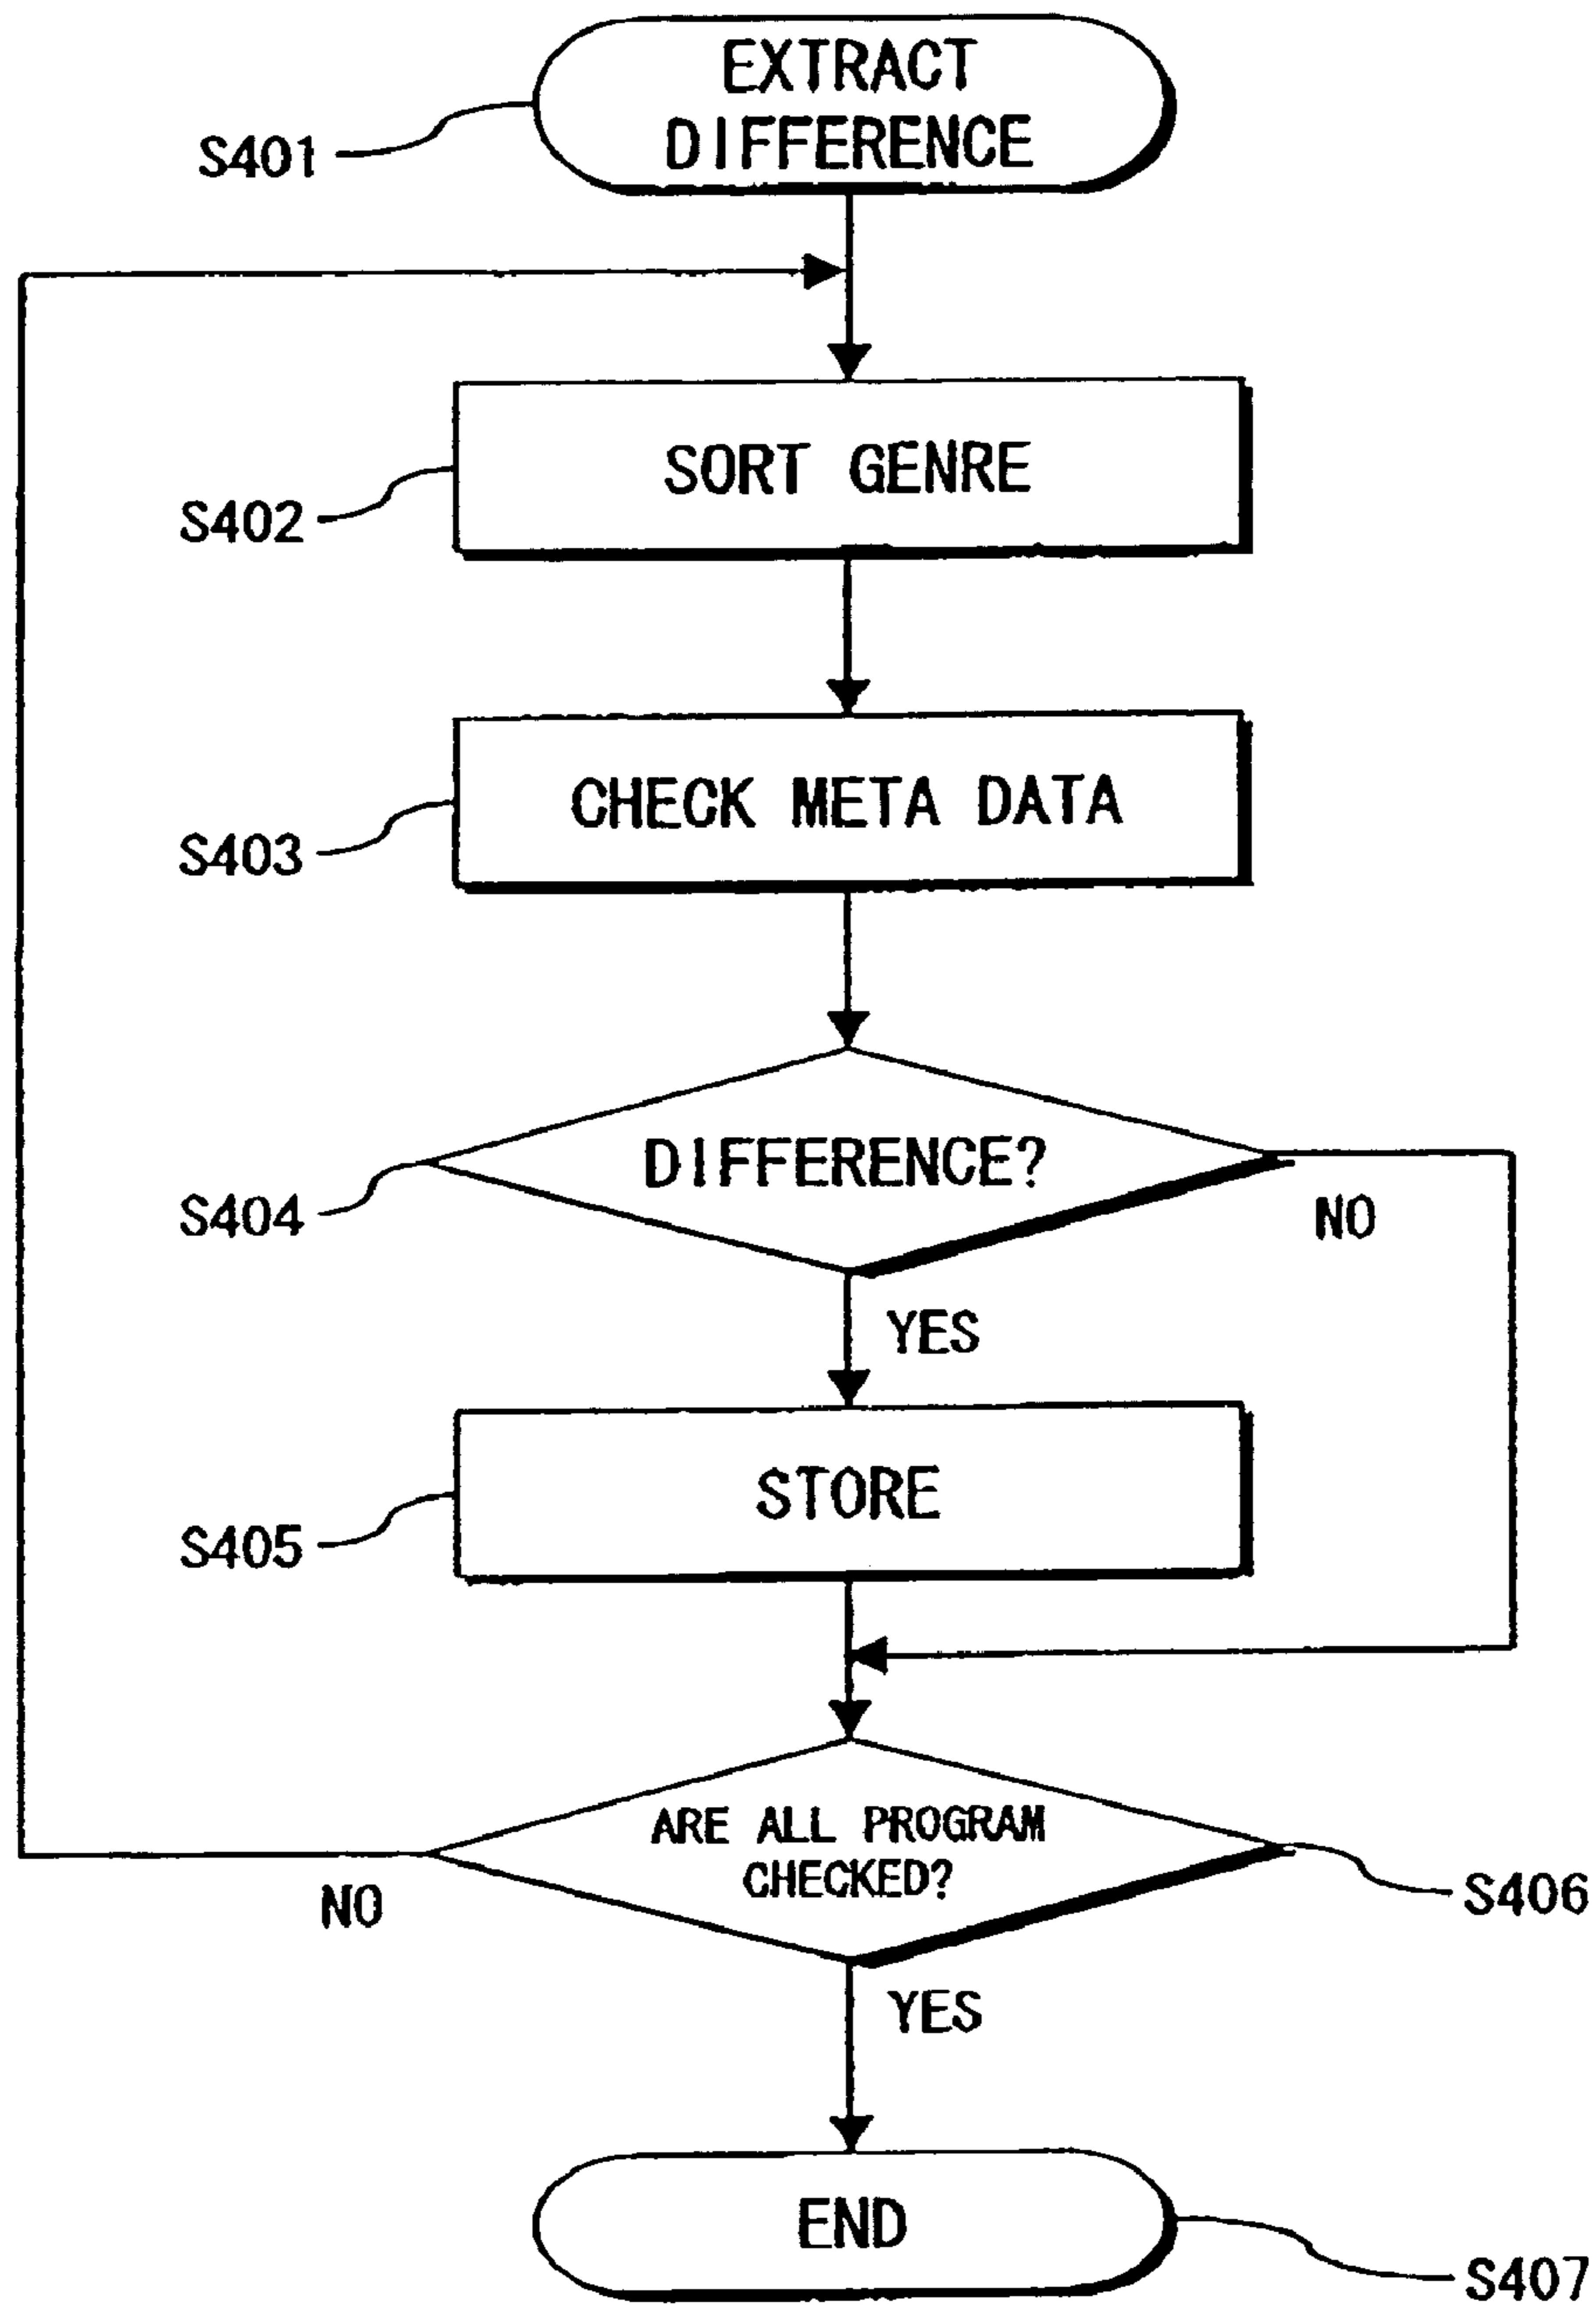 EXTRACT
DIFFERENCE
S401
SORT GENRE
S402
CHECK META DATA
S403
DIFFERENCE?
S404
NO
YES
STORE
S405
ARE ALL PROGRAM
CHECKED?
S406
NO
YES
END
S407